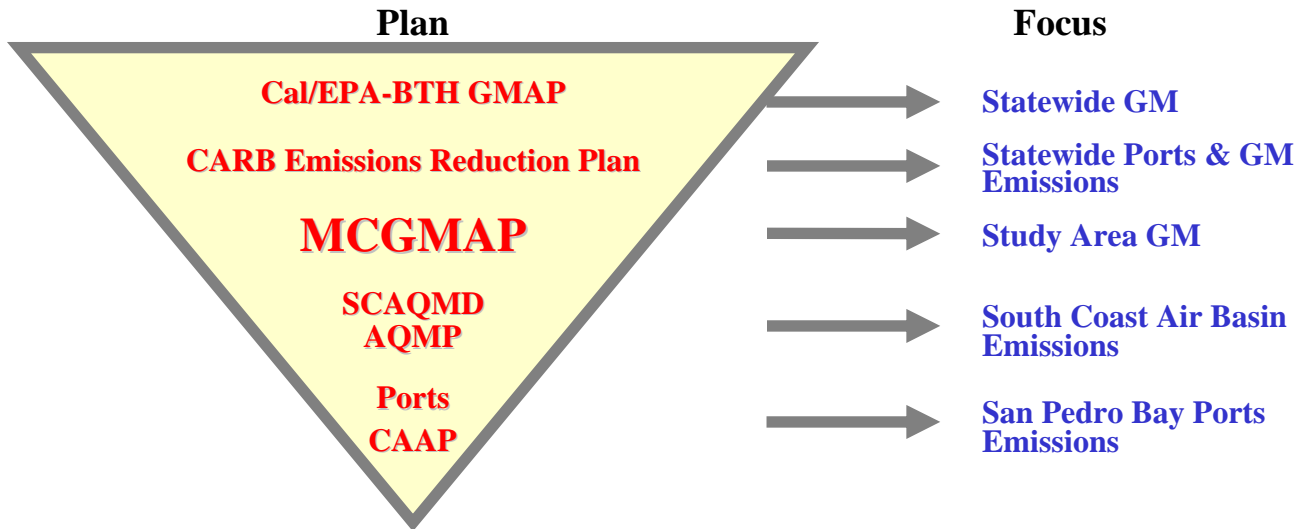 Plan
Focus
Cal/EPA-BTH GMAP
Statewide GM
CARB Emissions Reduction Plan
Statewide Ports & GM
Emissions
MCGMAP
Study Area GM
SCAQMD
AQMP
South Coast Air Basin
Emissions
Ports
CAAP
San Pedro Bay Ports
Emissions